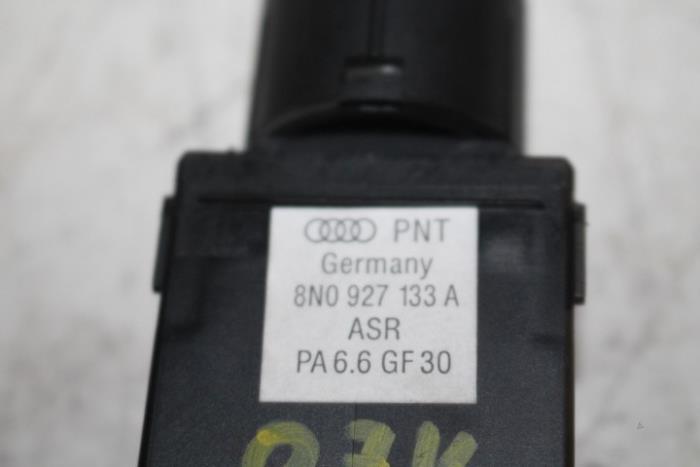 PNT
Germany
8N0 927 133 A
ASR
PA 6.6 GF 30